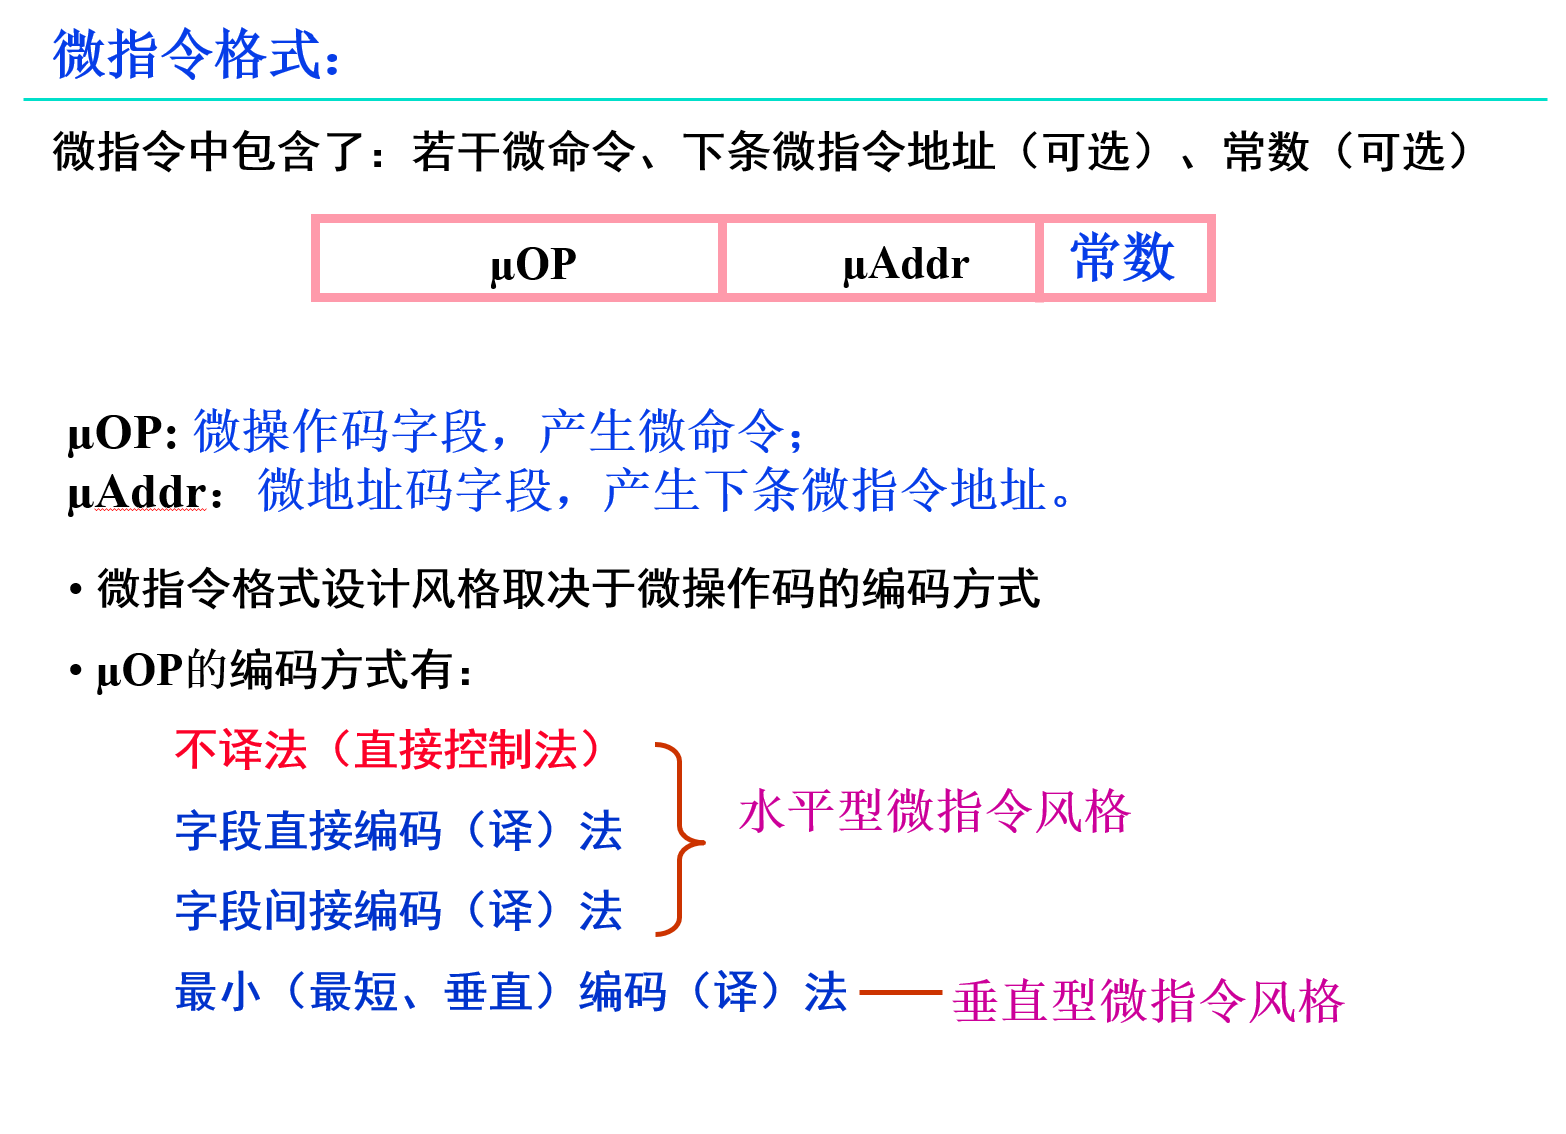 微指令格式：
微指令中包含了：若干微命令、下条微指令地址（可选）、常数（可选）
μOP μAddr 常数
μOP: 微操作码字段，产生微命令；
μAddr：微地址码字段，产生下条微指令地址。
• 微指令格式设计风格取决于微操作码的编码方式
• μOP的编码方式有：
不译法（直接控制法）
字段直接编码（译）法
水平型微指令风格
字段间接编码（译）法
最小（最短、垂直）编码（译）法
垂直型微指令风格